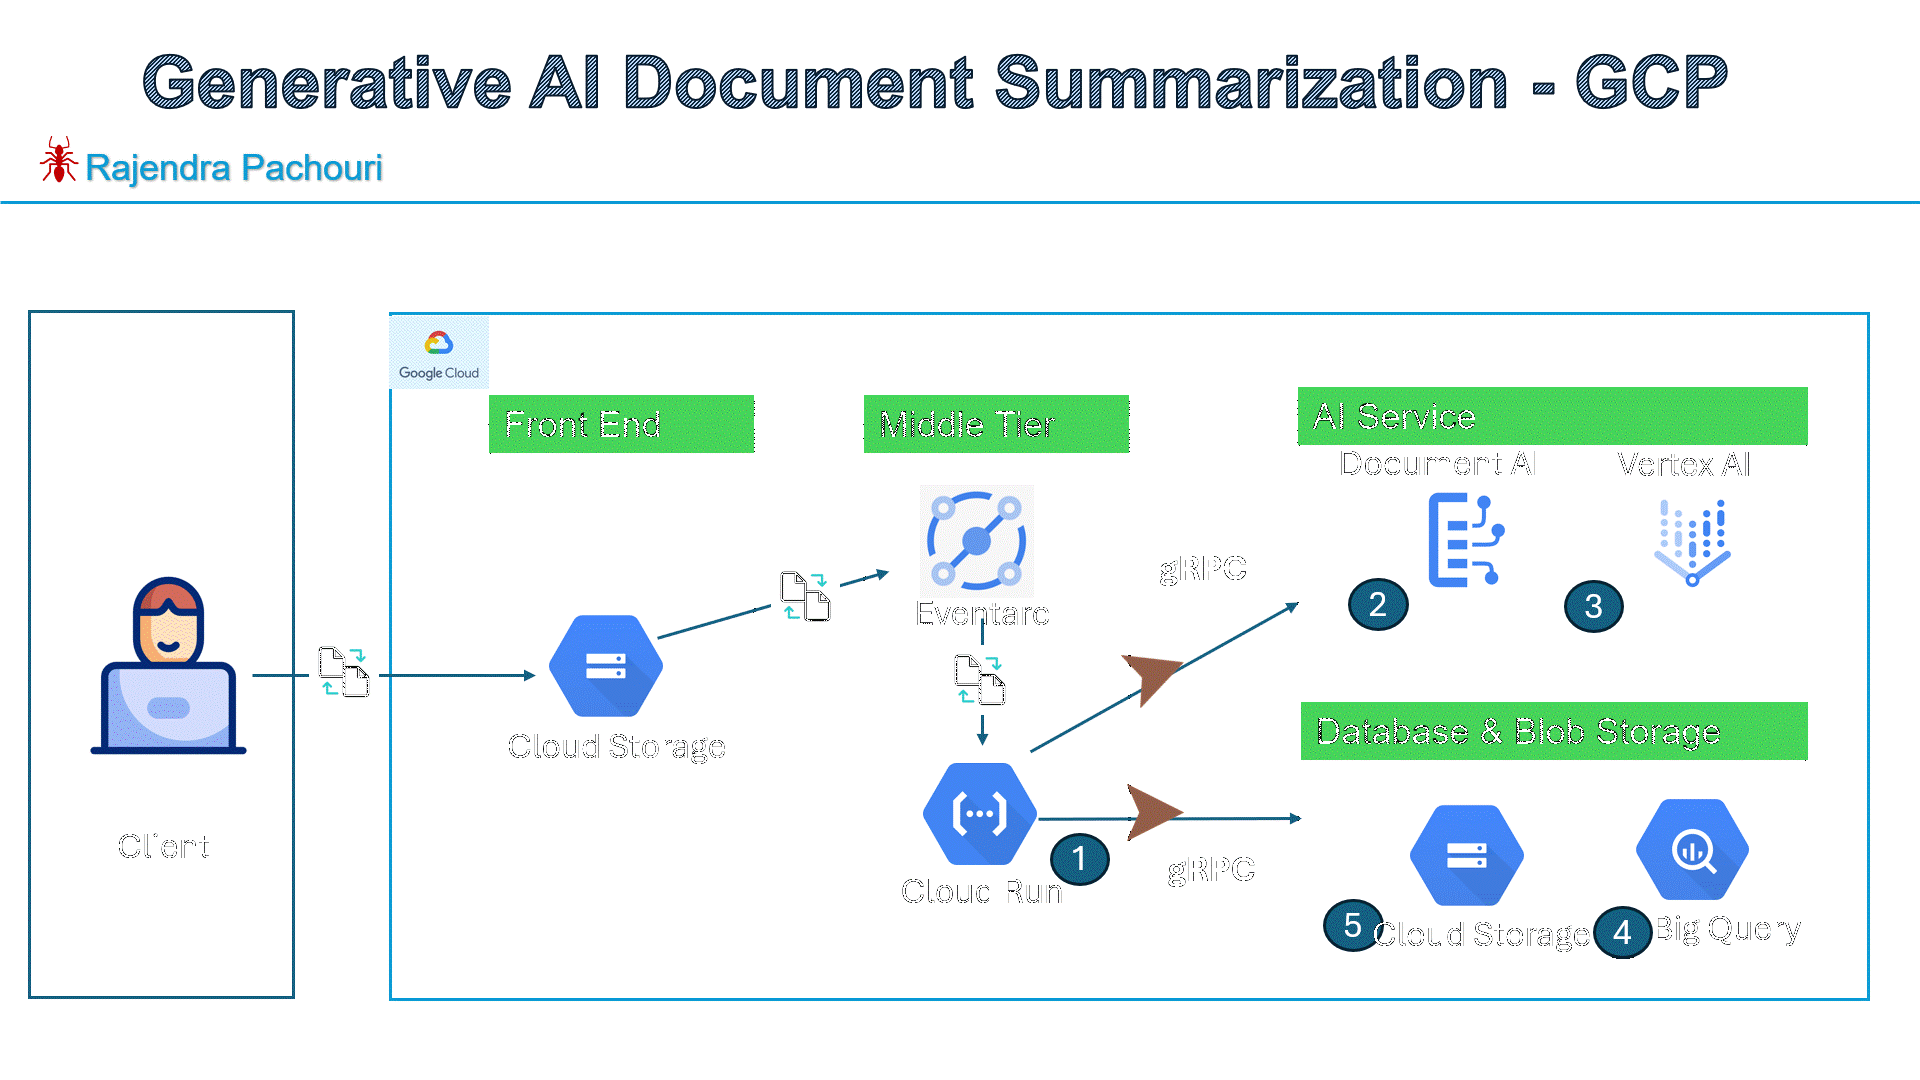 Generative AI Document Summarization - GCP
Rajendra Pachouri
Google Cloud
Front End
Middle Tier
AI Service
Document AI
Vertex AI
gRPC
Eventarc
2
3
Database & Blob Storage
Cloud Storage
Client
1
gRPC
Cloud Run
5
Cloud Storage
4
Big Query